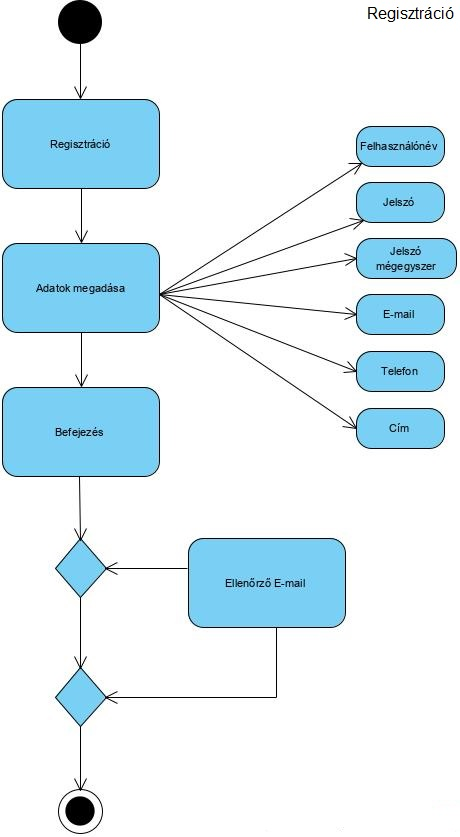 Regisztráció
Regisztráció
Felhasználónév
Jelszó
Jelszó
mégegyszer
Adatok megadása
E-mail
Telefon
Cím
Befejezés
Ellenőrző E-mail